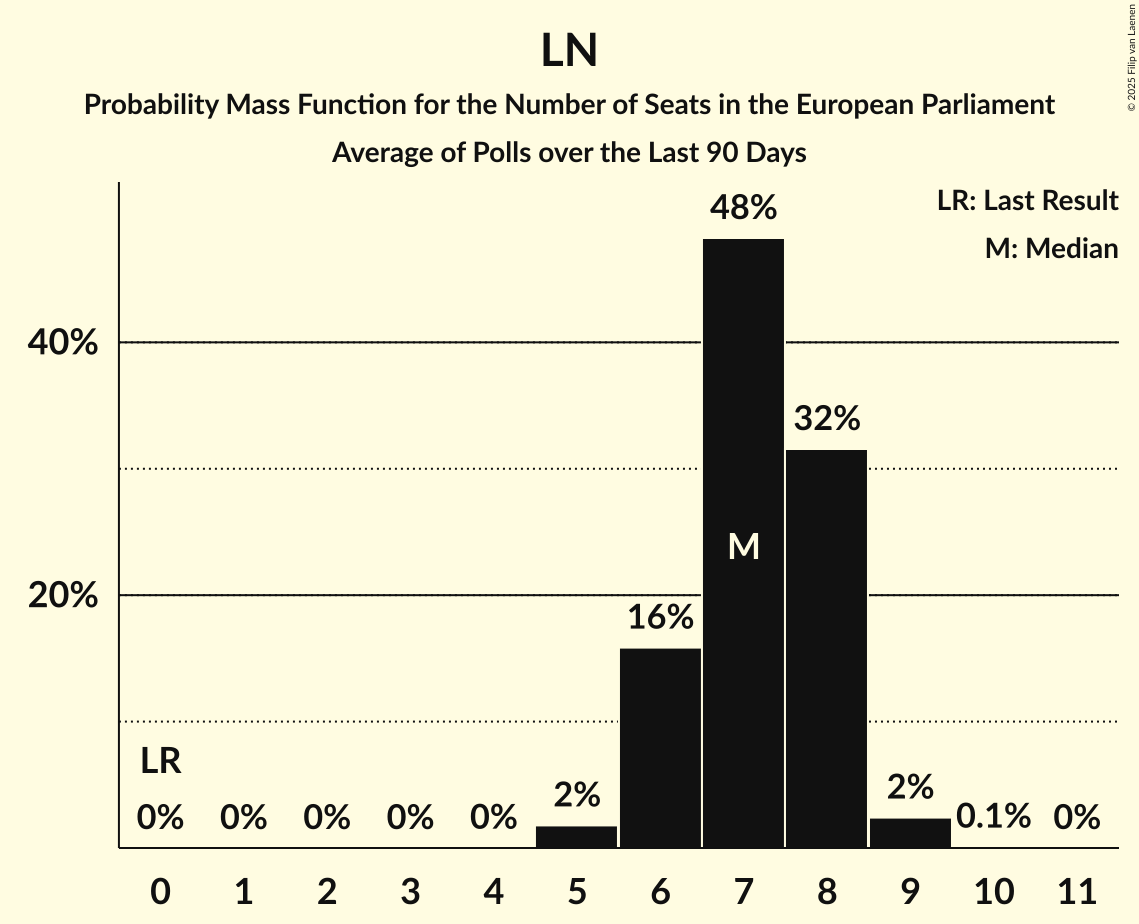 LN
Probability Mass Function for the Number of Seats in the European Parliament
Average of Polls over the Last 90 Days
© 2025 Filip van Laenen
LR: Last Result
M: Median
48%
40%
32%
M
20%
16%
LR
0% 0% 0% 0% 0% 2% 2% 0.1% 0%
0 1 2 3 4 5 6 7 8 9 10 11